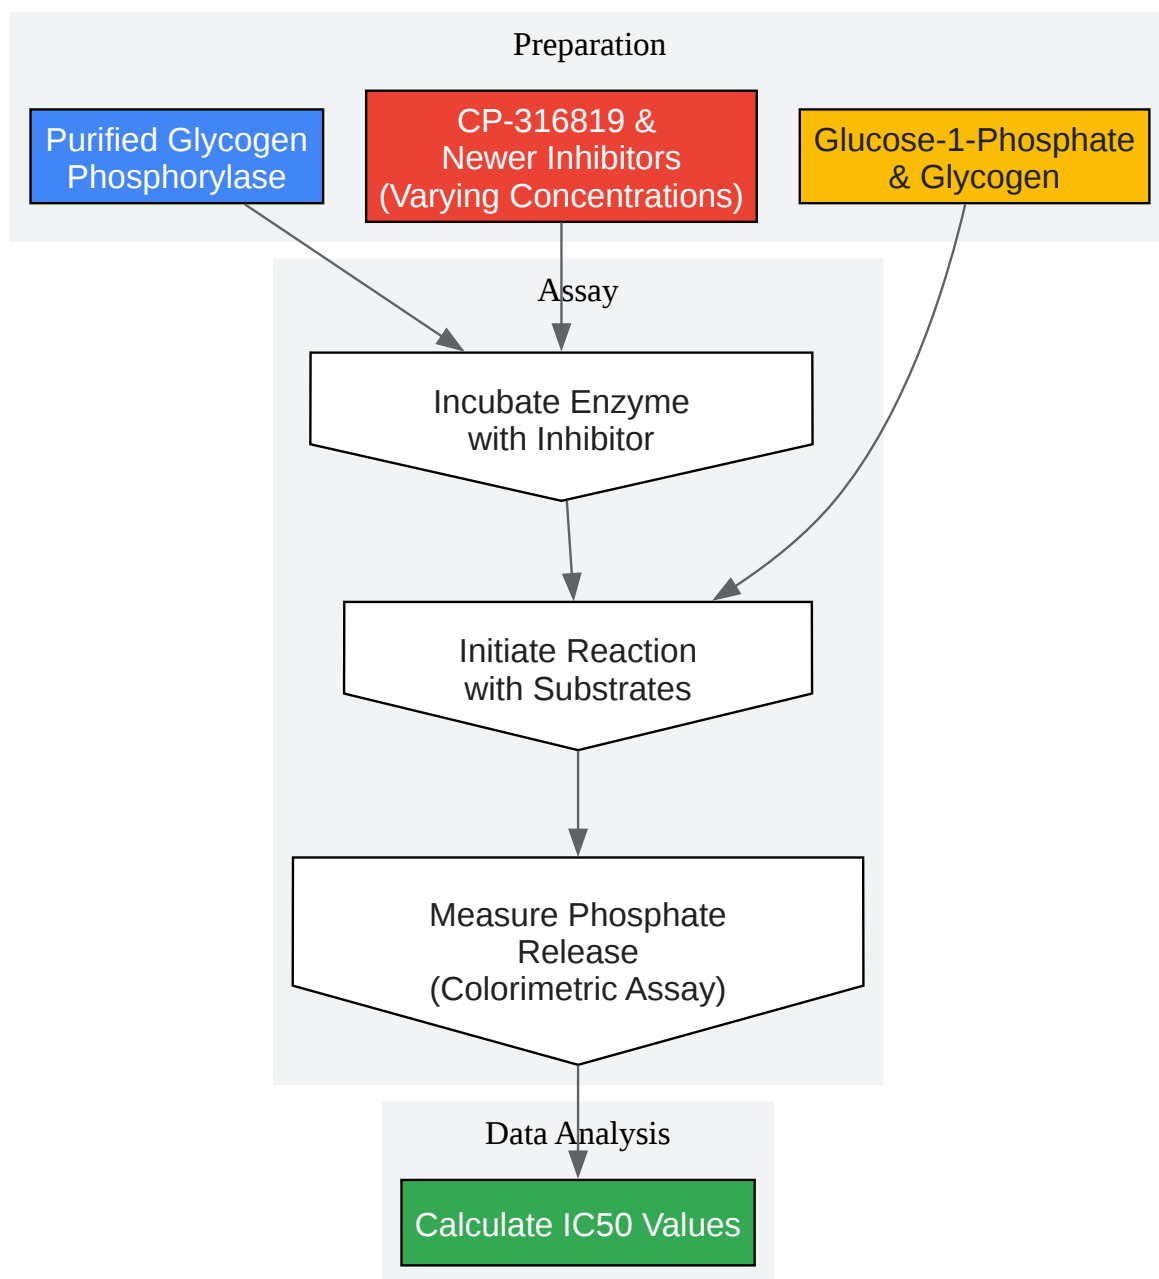 Preparation
Purified Glycogen
Phosphorylase
CP-316819 &
Newer Inhibitors
(Varying Concentrations)
Glucose-1-Phosphate
& Glycogen
Assay
Incubate Enzyme
with Inhibitor
Initiate Reaction
with Substrates
Measure Phosphate
Release
(Colorimetric Assay)
Data Analysis
Calculate IC50 Values